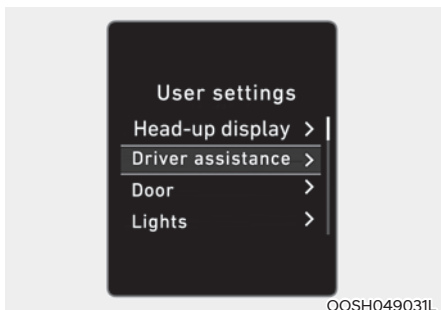 User settings
Head-up display >
Driver assistance >
Door >
Lights >
OOSH049031L